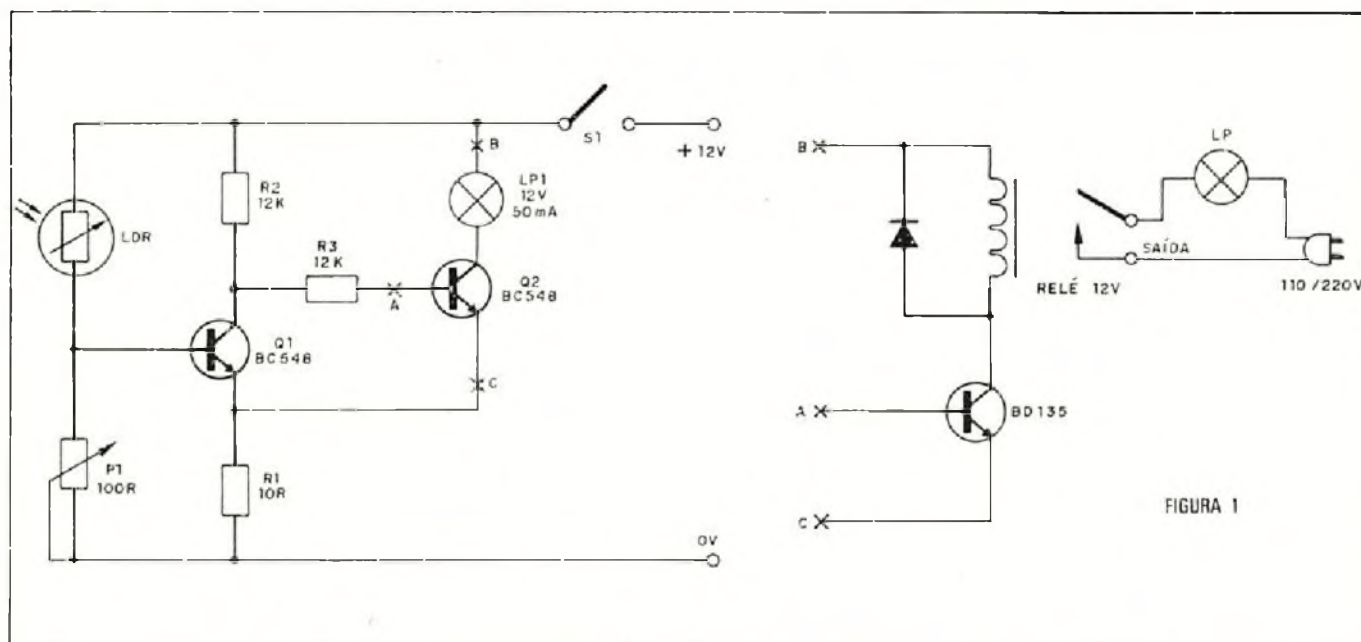 S1
+12V
B
LP1
12V
50mA
R2
12K
LDR
R3
12K
A
Q2
BC548
Q1
BC548
C
P1
100R
R1
10R
0V
B
LP
SAÍDA
RELÉ 12V
110/220V
A
BD135
C
FIGURA 1